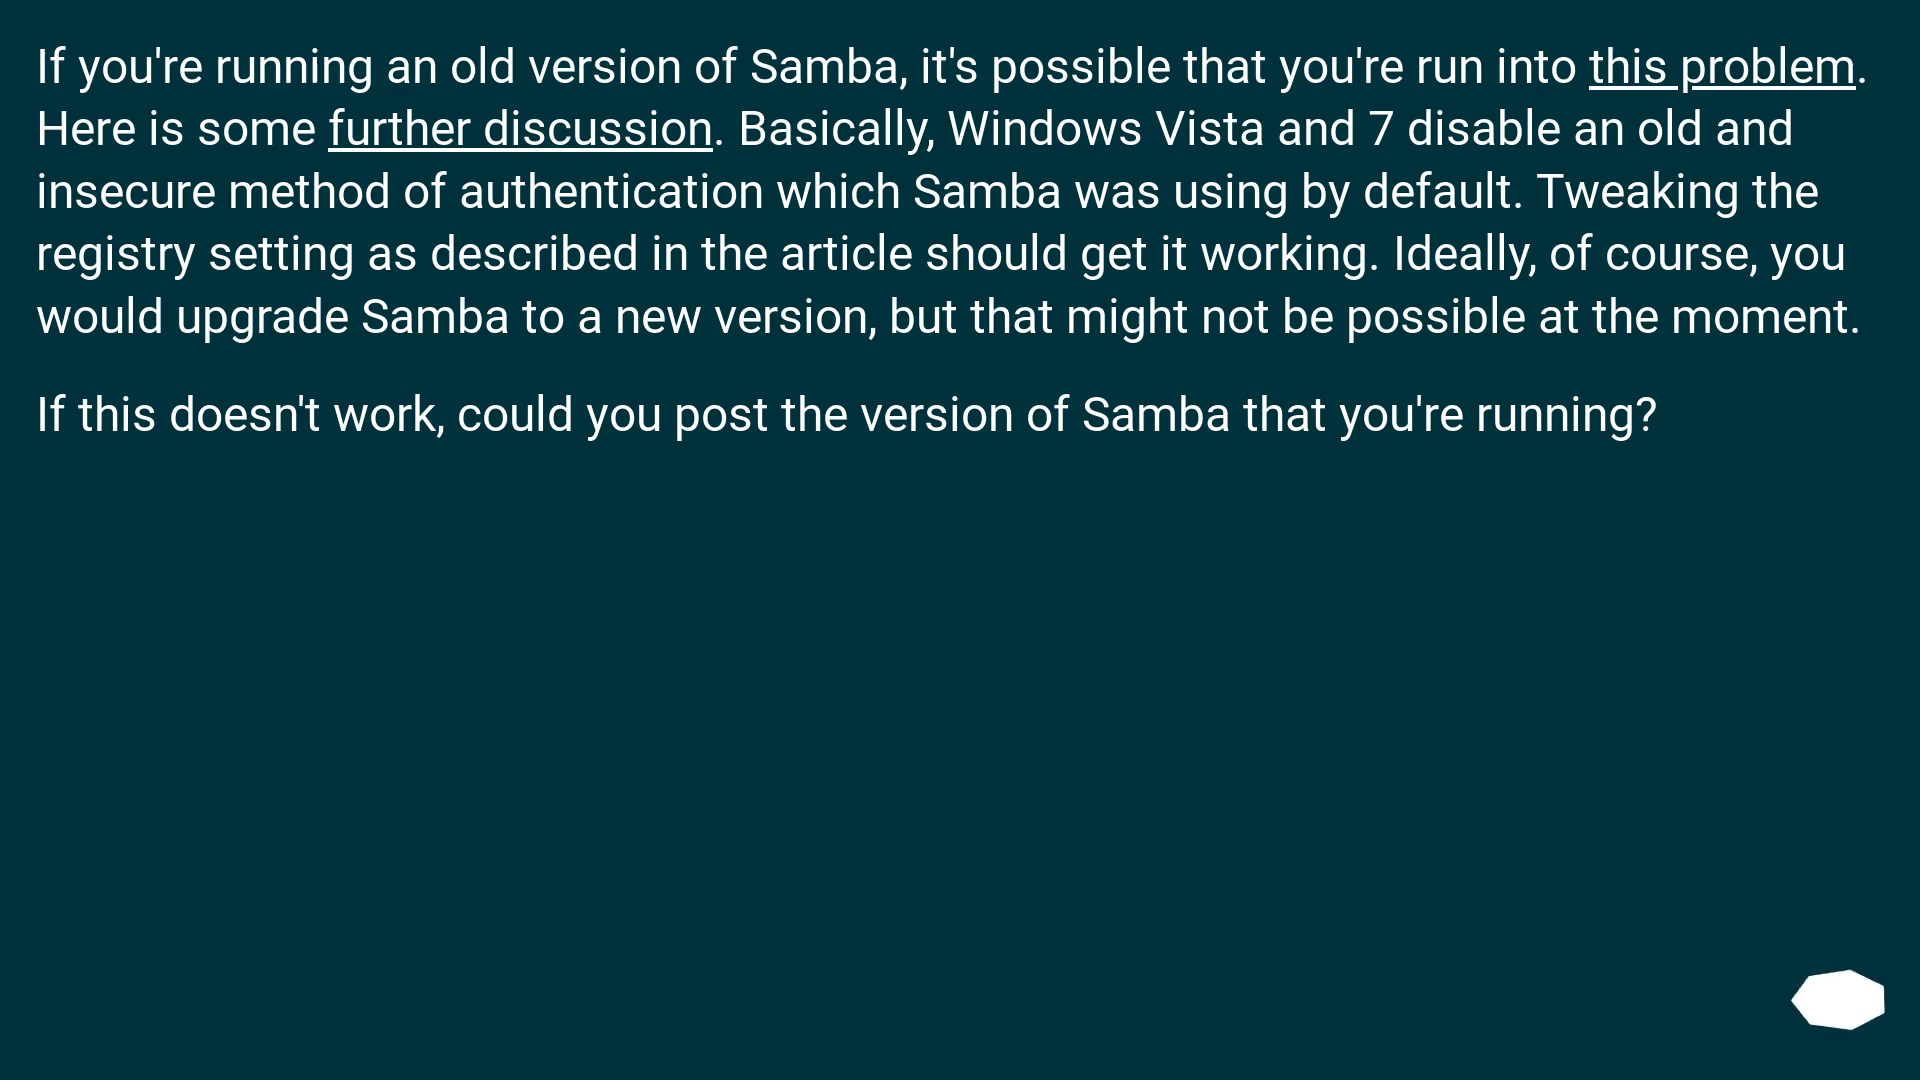 If you're running an old version of Samba, it's possible that you're run into this problem.
Here is some further discussion. Basically, Windows Vista and 7 disable an old and
insecure method of authentication which Samba was using by default. Tweaking the
registry setting as described in the article should get it working. Ideally, of course, you
would upgrade Samba to a new version, but that might not be possible at the moment.
If this doesn't work, could you post the version of Samba that you're running?